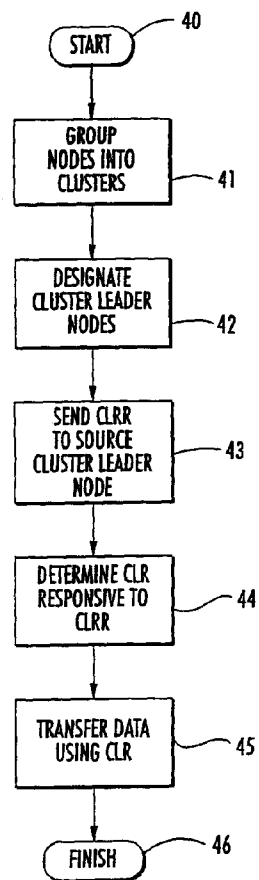 START
40
GROUP
NODES INTO
CLUSTERS
41
DESIGNATE
CLUSTER LEADER
NODES
42
SEND CLRR
TO SOURCE
CLUSTER LEADER
NODE
43
DETERMINE CLR
RESPONSIVE TO
CLRR
44
TRANSFER DATA
USING CLR
45
FINISH
46